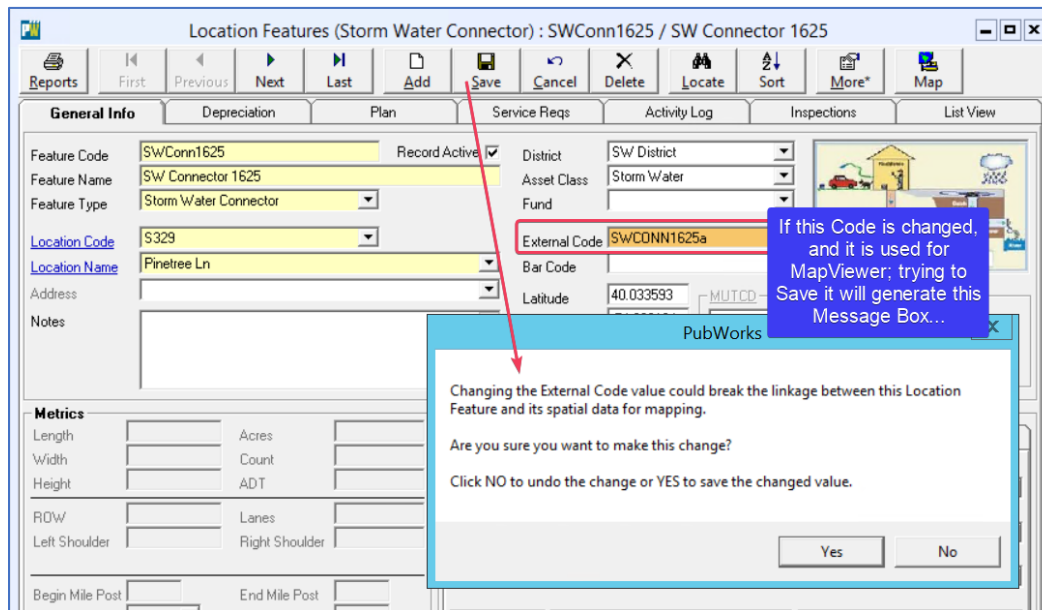 PW
Location Features (Storm Water Connector) : SWConn1625 / SW Connector 1625
Reports First Previous Next Last Add Save Cancel Delete Locate Sort More* Map
General Info Depreciation Plan Service Reqs Activity Log Inspections List View
Feature Code SWConn1625 Record Active District SW District
Feature Name SW Connector 1625 Asset Class Storm Water
Feature Type Storm Water Connector Fund
Location Code S329 External Code SWCONN1625a
Location Name Pinetree Ln Bar Code
Address Latitude 40.033593 MUTCD
Notes
If this Code is changed,
and it is used for
MapViewer; trying to
Save it will generate this
Message Box...
PubWorks X
Changing the External Code value could break the linkage between this Location
Feature and its spatial data for mapping.
Are you sure you want to make this change?
Click NO to undo the change or YES to save the changed value.
Yes No
Metrics
Length Acres
Width Count
Height ADT
ROW Lanes
Left Shoulder Right Shoulder
Begin Mile Post End Mile Post